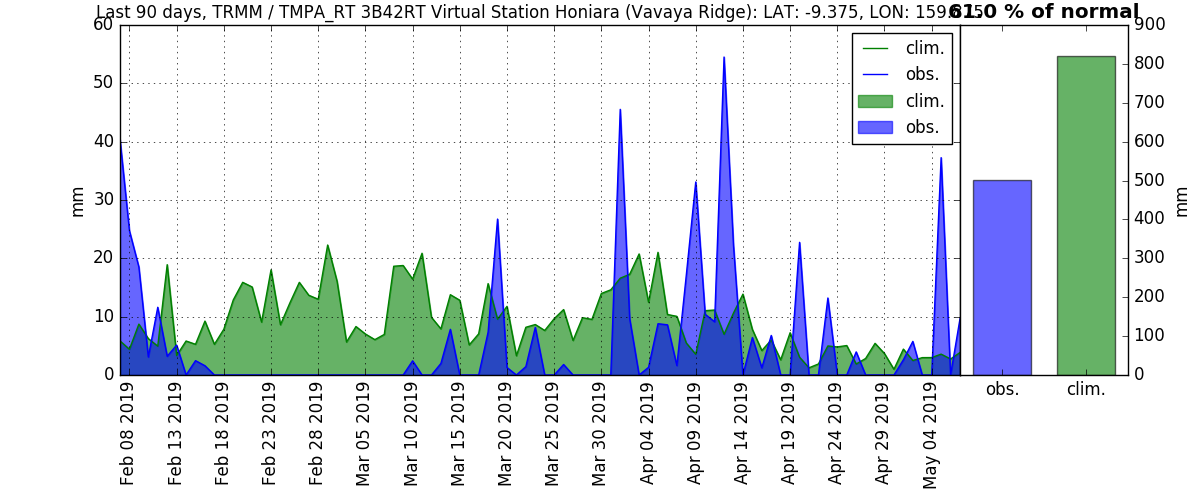 Last 90 days, TRMM / TMPA_RT 3B42RT Virtual Station Honiara (Vavaya Ridge): LAT: -9.375, LON:
61.0 % of normal
60
50
40
30
20
10
0
mm
clim.
obs.
clim.
obs.
900
800
700
600
500
400
300
200
100
0
mm
obs.
clim.
Feb 08 2019
Feb 13 2019
Feb 18 2019
Feb 23 2019
Feb 28 2019
Mar 05 2019
Mar 10 2019
Mar 15 2019
Mar 20 2019
Mar 25 2019
Mar 30 2019
Apr 04 2019
Apr 09 2019
Apr 14 2019
Apr 19 2019
Apr 24 2019
Apr 29 2019
May 04 2019